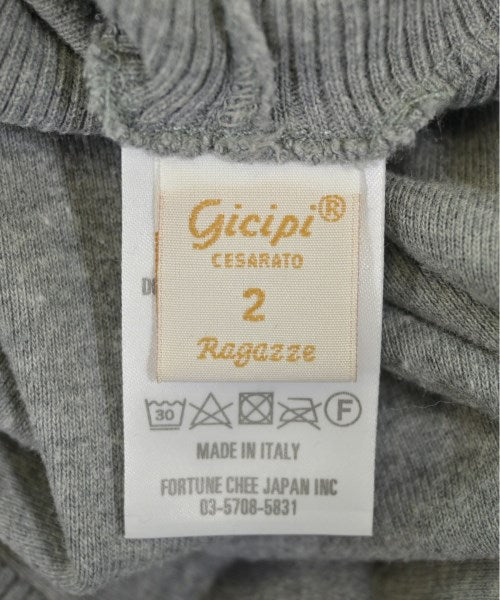 Gicipi®
CESARATO
2
Ragazze
30 F
MADE IN ITALY
FORTUNE CHEE JAPAN INC
03-5708-5831